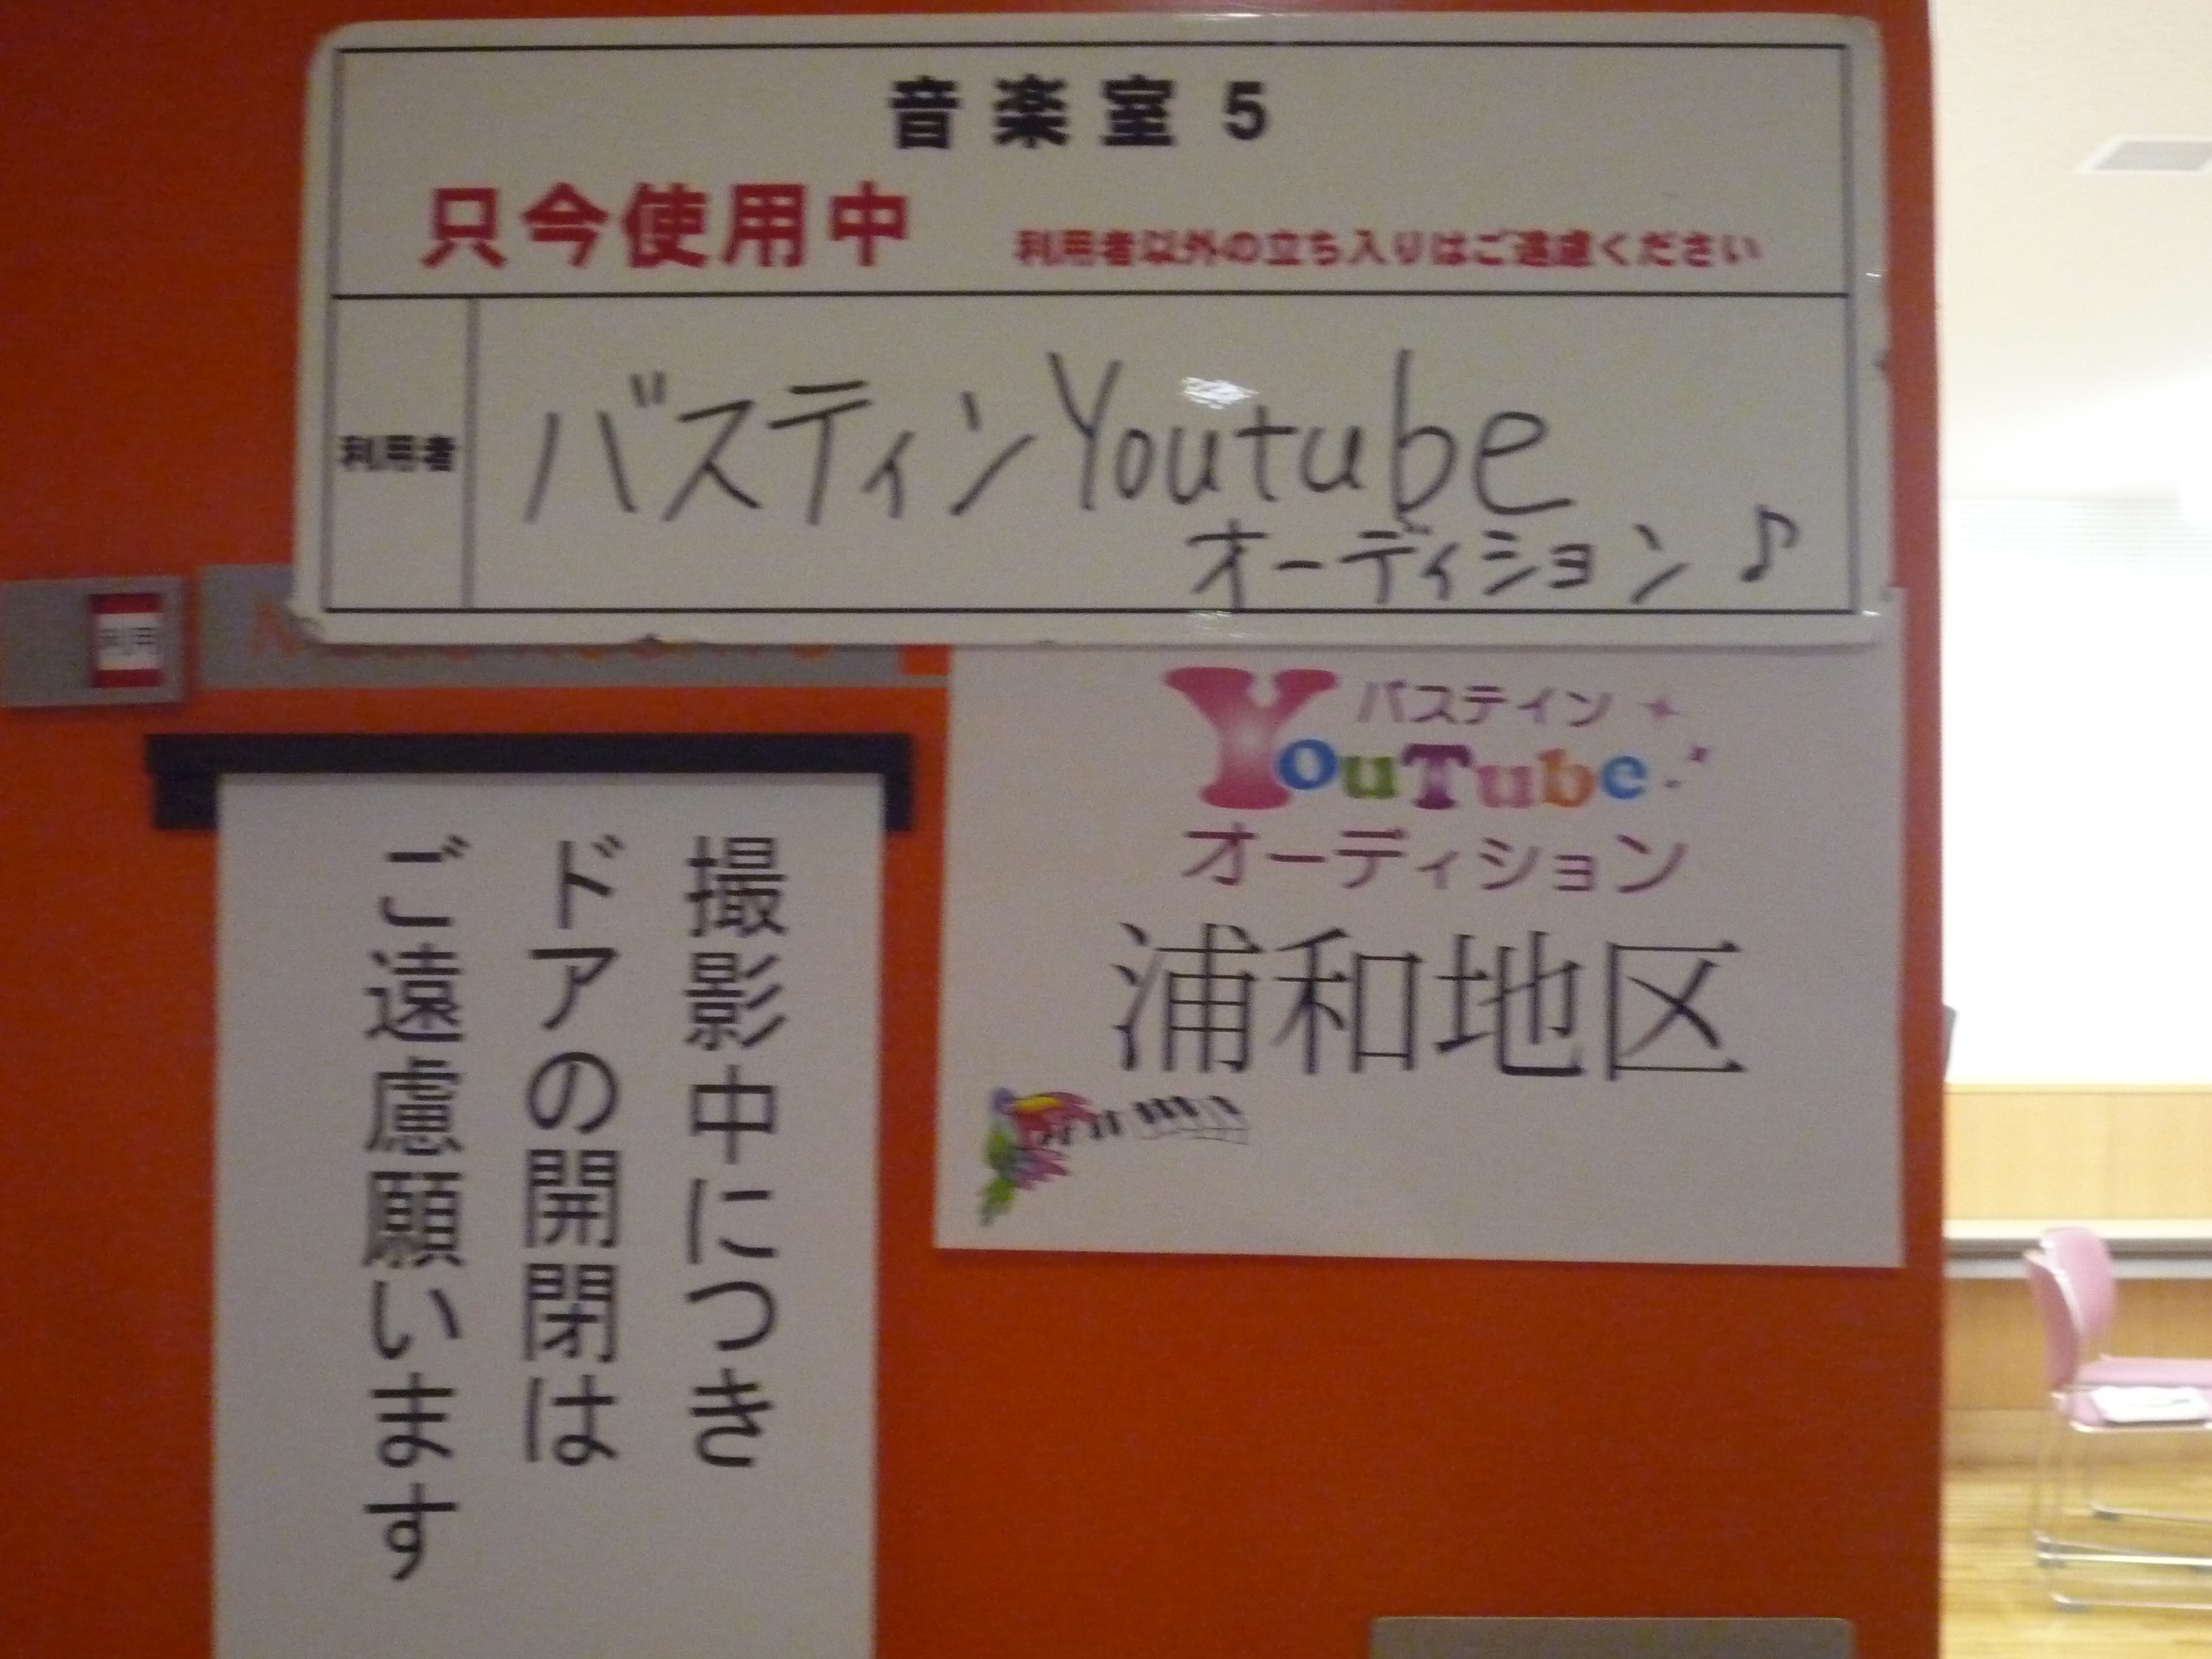 音楽室 5
只今使用中 利用者以外の立ち入りはご遠慮ください
利用者
バスティンYoutube
オーディション♪
利用
バスティン
YouTube
オーディション
浦和地区
撮影中につき
ドアの開閉は
ご遠慮願います